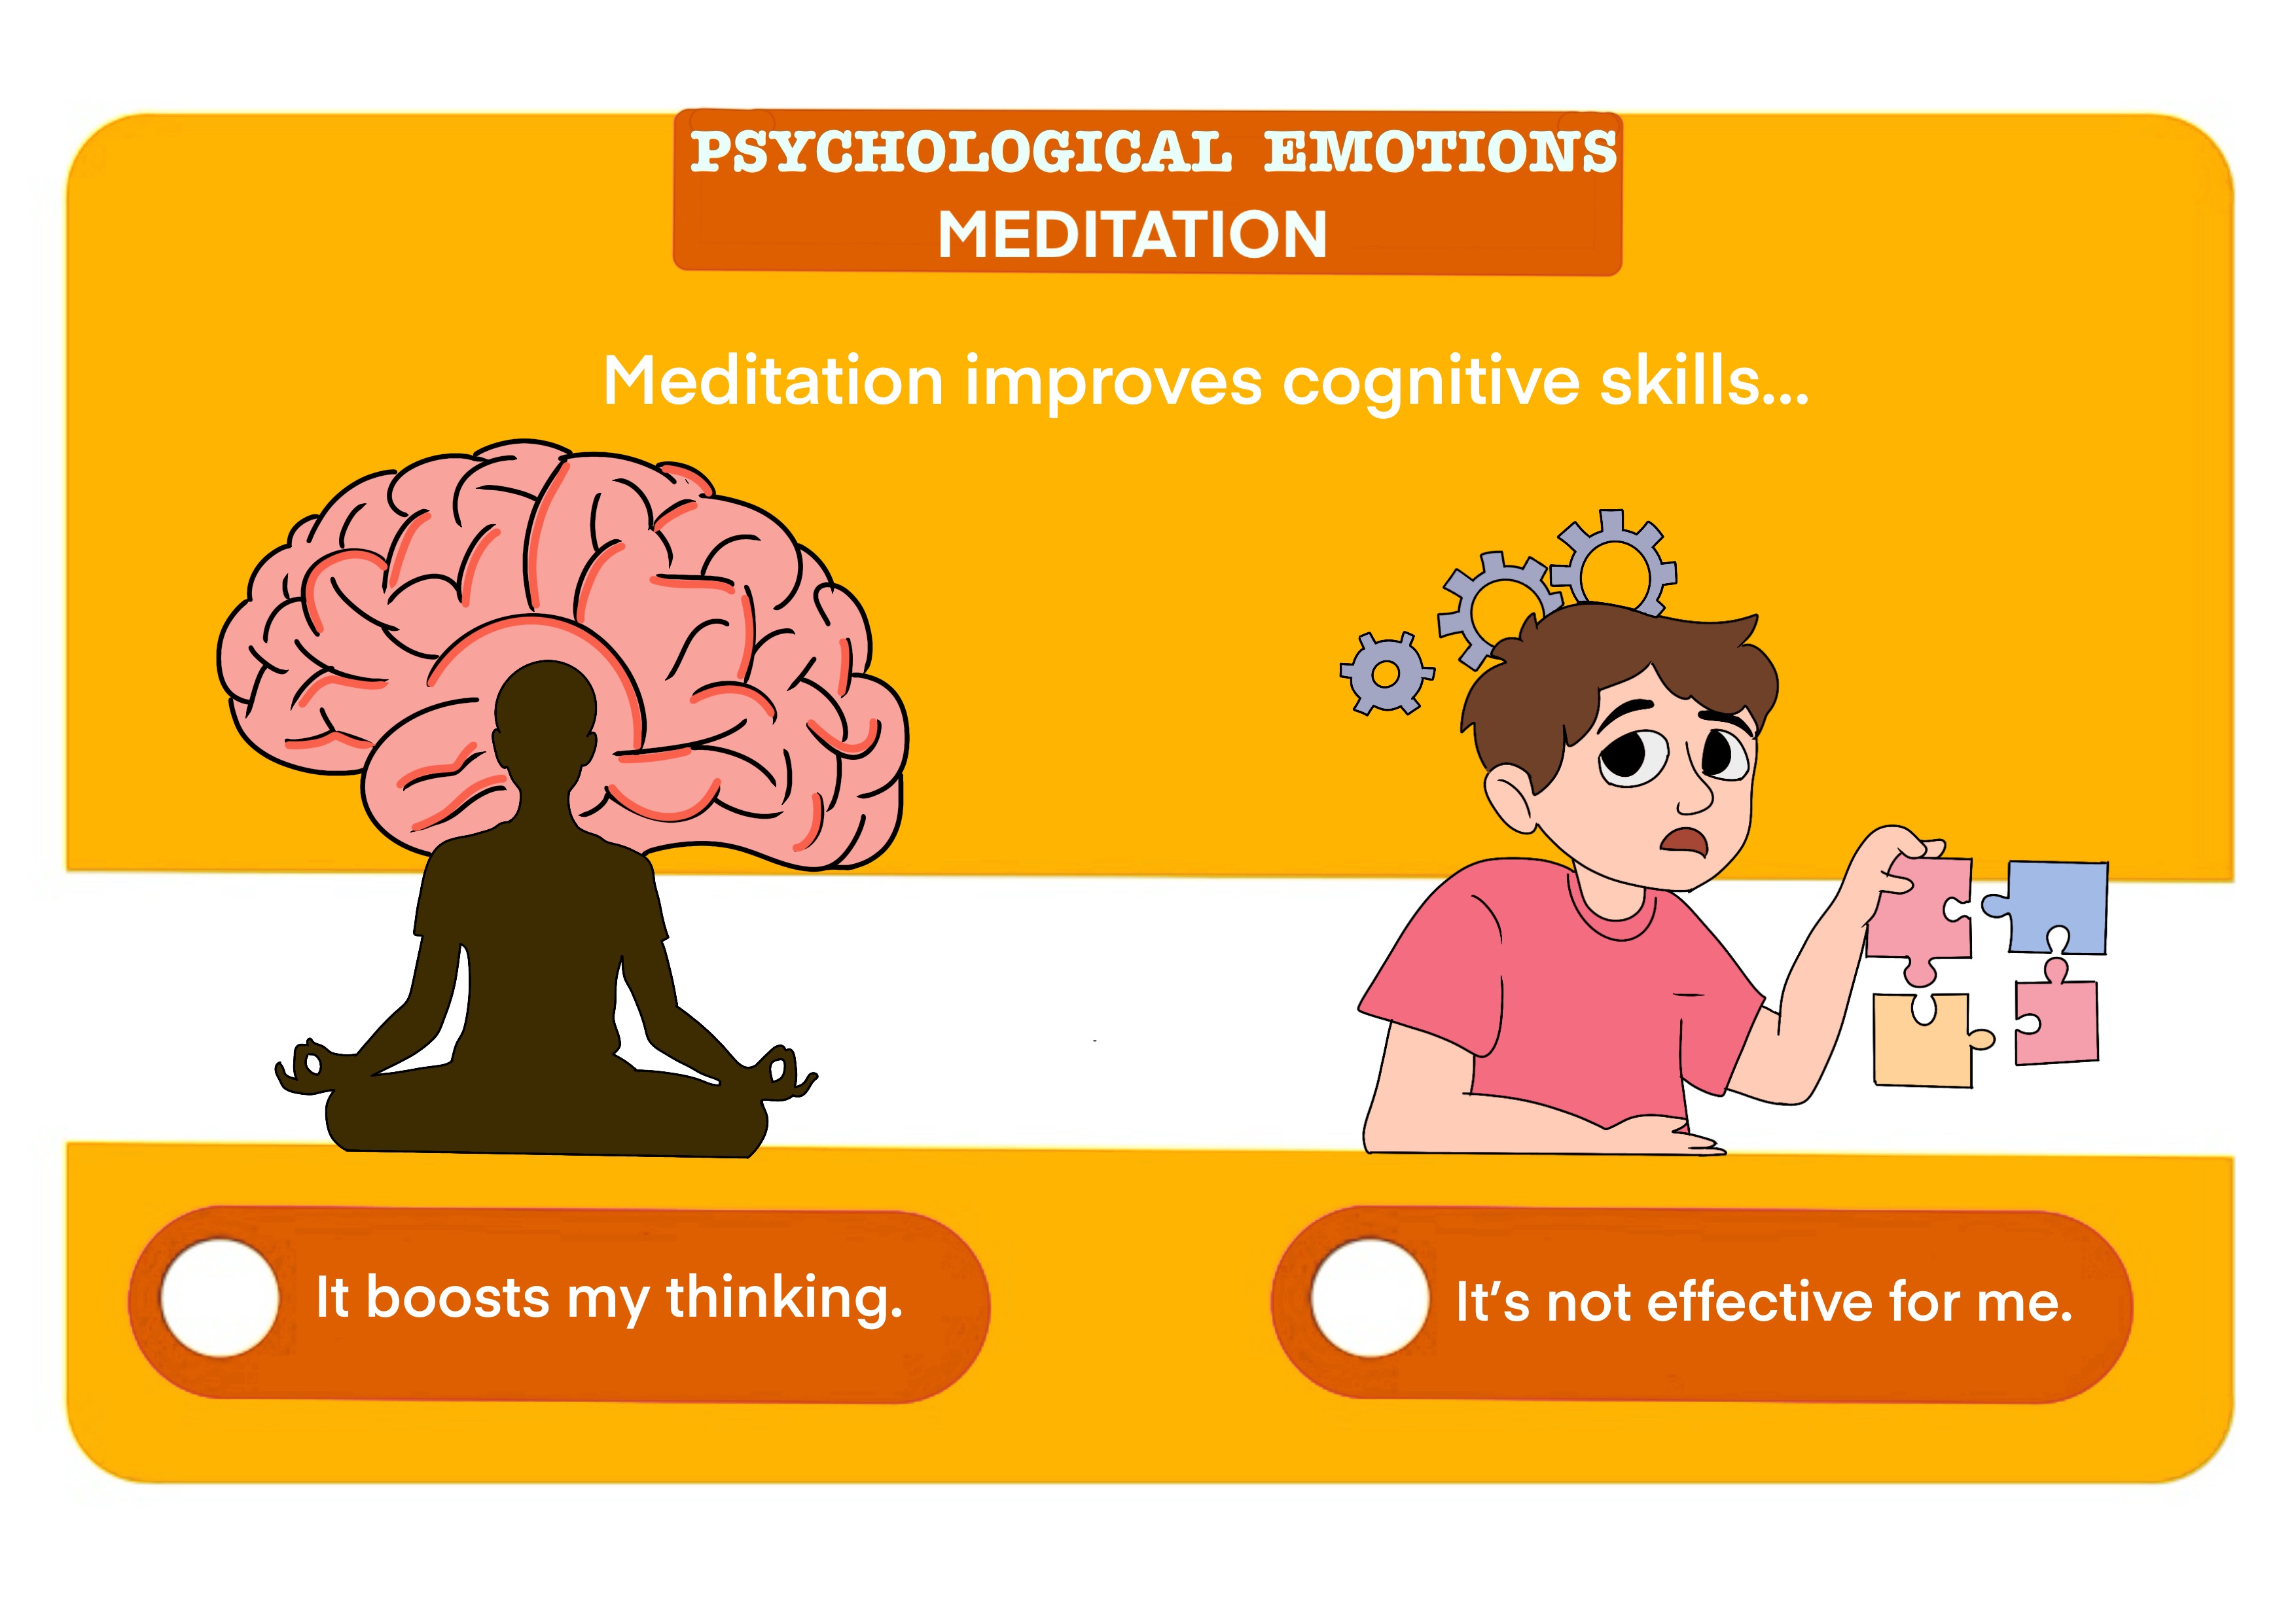 PSYCHOLOGICAL EMOTIONS
MEDITATION
Meditation improves cognitive skills...
It boosts my thinking.
It’s not effective for me.